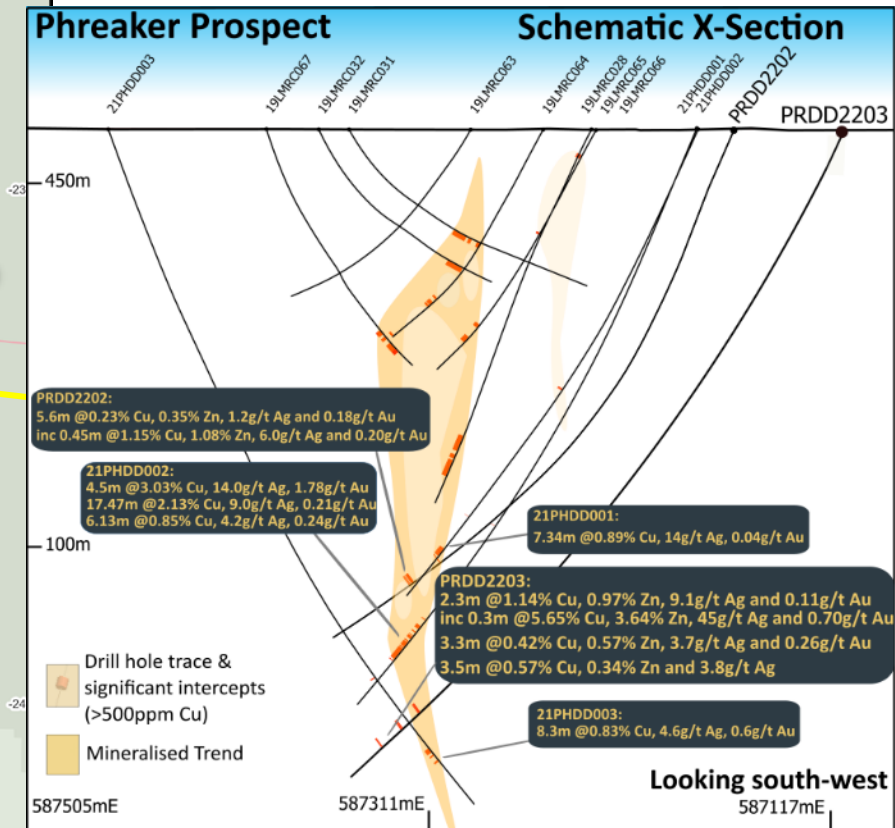 Phreaker Prospect
Schematic X-Section
21PHDD003
19LMRC067
19LMRC032
19LMRC031
19LMRC063
19LMRC064
19LMRC028
19LMRC065
19LMRC066
21PHDD001
21PHDD002
PRDD2202
PRDD2203
-23
450m
PRDD2202:
5.6m @0.23% Cu, 0.35% Zn, 1.2g/t Ag and 0.18g/t Au
inc 0.45m @1.15% Cu, 1.08% Zn, 6.0g/t Ag and 0.20g/t Au
21PHDD002:
4.5m @3.03% Cu, 14.0g/t Ag, 1.78g/t Au
17.47m @2.13% Cu, 9.0g/t Ag, 0.21g/t Au
6.13m @0.85% Cu, 4.2g/t Ag, 0.24g/t Au
100m
21PHDD001:
7.34m @0.89% Cu, 14g/t Ag, 0.04g/t Au
PRDD2203:
2.3m @1.14% Cu, 0.97% Zn, 9.1g/t Ag and 0.11g/t Au
inc 0.3m @5.65% Cu, 3.64% Zn, 45g/t Ag and 0.70g/t Au
3.3m @0.42% Cu, 0.57% Zn, 3.7g/t Ag and 0.26g/t Au
3.5m @0.57% Cu, 0.34% Zn and 3.8g/t Ag
Drill hole trace &
significant intercepts
(>500ppm Cu)
-24
21PHDD003:
8.3m @0.83% Cu, 4.6g/t Ag, 0.6g/t Au
Mineralised Trend
Looking south-west
587505mE
587311mE
587117mE